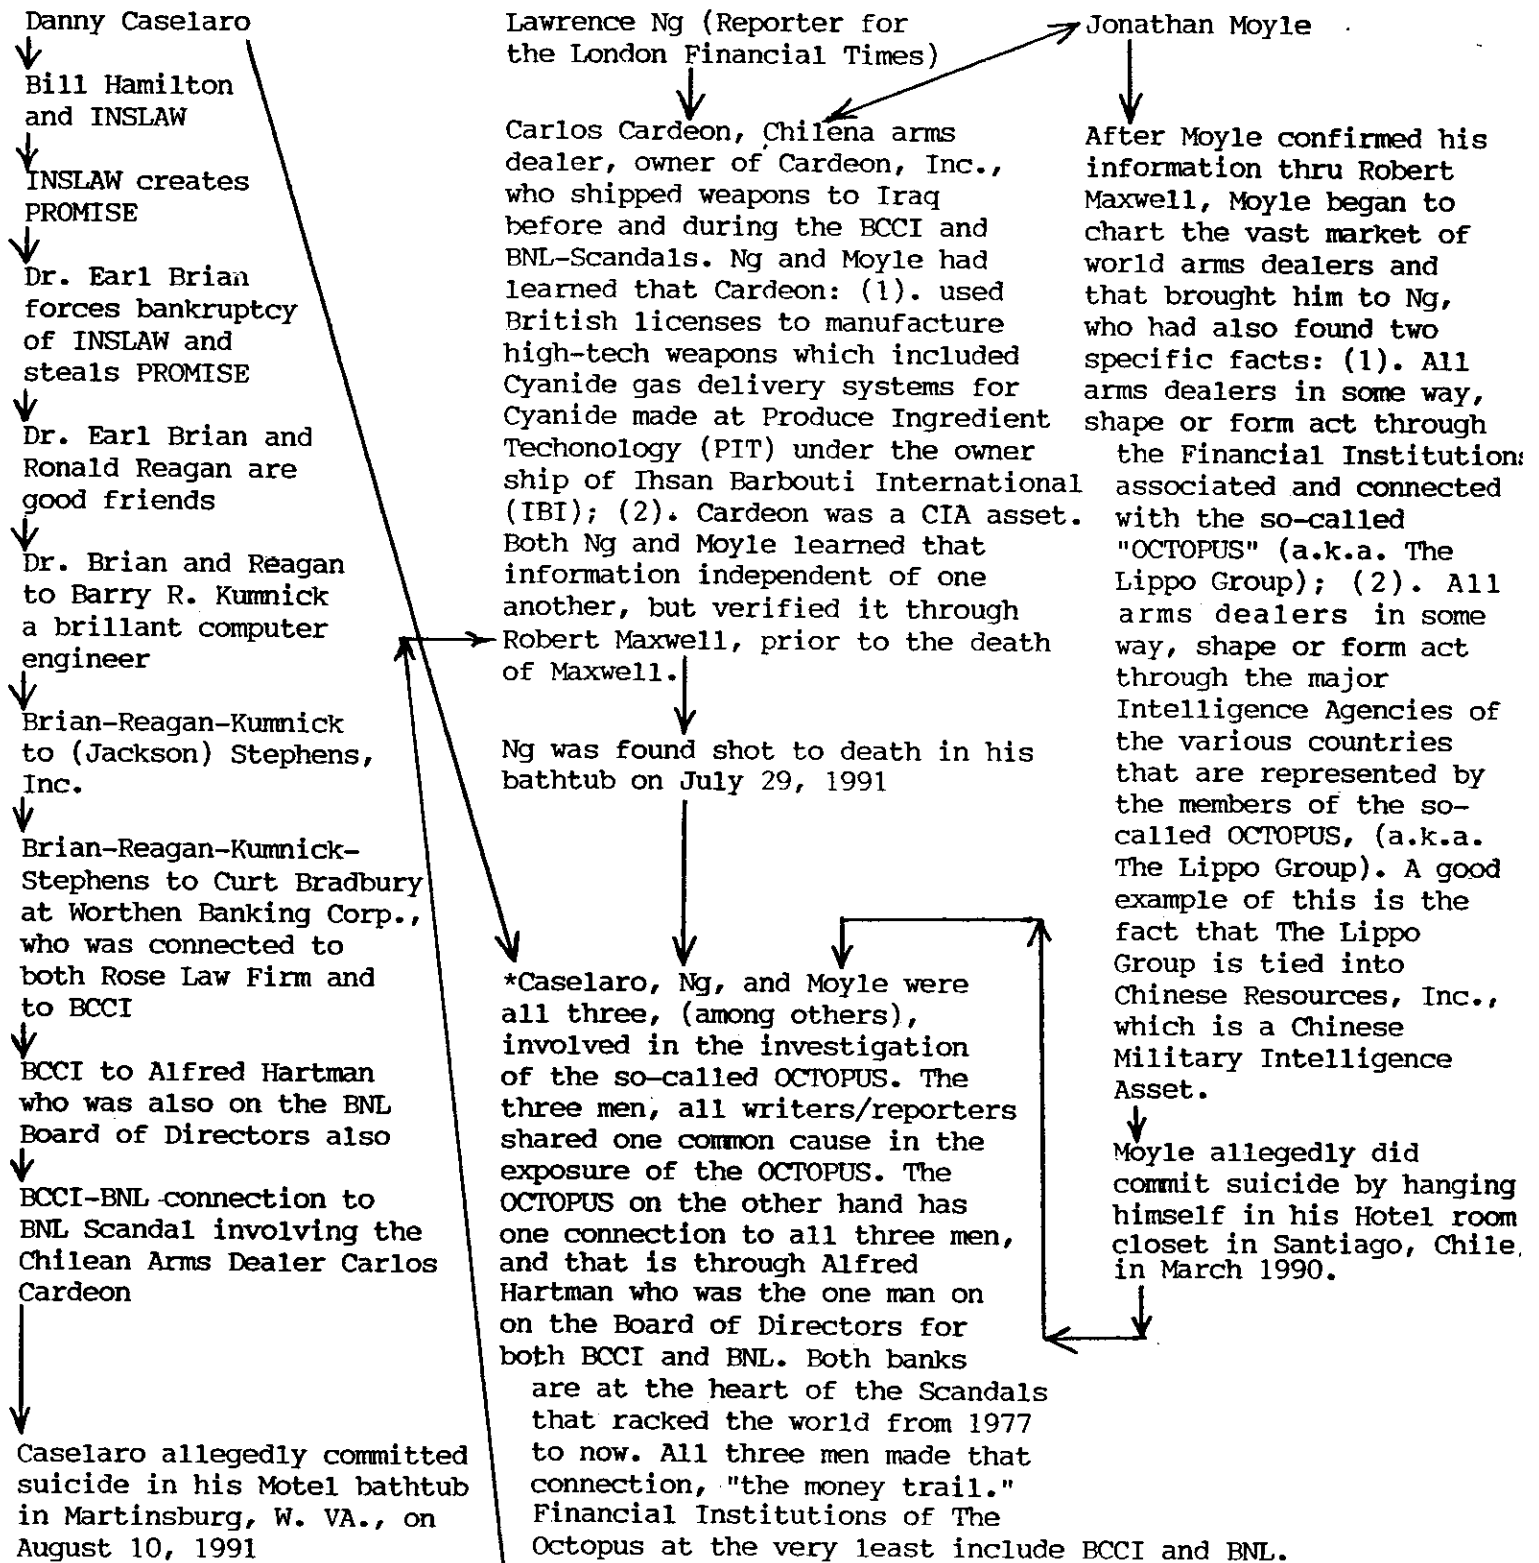 Danny Caselaro
Bill Hamilton
and INSLAW
INSLAW creates
PROMISE
Dr. Earl Brian
forces bankruptcy
of INSLAW and
steals PROMISE
Dr. Earl Brian and
Ronald Reagan are
good friends
Dr. Brian and Reagan
to Barry R. Kumnick
a brillant computer
engineer
Brian-Reagan-Kumnick
to (Jackson) Stephens,
Inc.
Brian-Reagan-Kumnick-
Stephens to Curt Bradbury
at Worthen Banking Corp.,
who was connected to
both Rose Law Firm and
to BCCI
BCCI to Alfred Hartman
who was also on the BNL
Board of Directors also
BCCI-BNL connection to
BNL Scandal involving the
Chilean Arms Dealer Carlos
Cardeon
Caselaro allegedly committed
suicide in his Motel bathtub
in Martinsburg, W. VA., on
August 10, 1991
Lawrence Ng (Reporter for
the London Financial Times)
Carlos Cardeon, Chilena arms
dealer, owner of Cardeon, Inc.,
who shipped weapons to Iraq
before and during the BCCI and
BNL-Scandals. Ng and Moyle had
learned that Cardeon: (1). used
British licenses to manufacture
high-tech weapons which included
Cyanide gas delivery systems for
Cyanide made at Produce Ingredient
Techonology (PIT) under the owner
ship of Ihsan Barbouti International
(IBI); (2). Cardeon was a CIA asset.
Both Ng and Moyle learned that
information independent of one
another, but verified it through
Robert Maxwell, prior to the death
of Maxwell.
Ng was found shot to death in his
bathtub on July 29, 1991
*Caselaro, Ng, and Moyle were
all three, (among others),
involved in the investigation
of the so-called OCTOPUS. The
three men, all writers/reporters
shared one common cause in the
exposure of the OCTOPUS. The
OCTOPUS on the other hand has
one connection to all three men,
and that is through Alfred
Hartman who was the one man on
on the Board of Directors for
both BCCI and BNL. Both banks
are at the heart of the Scandals
that racked the world from 1977
to now. All three men made that
connection, "the money trail."
Financial Institutions of The
Octopus at the very least include BCCI and BNL.
Jonathan Moyle
After Moyle confirmed his
information thru Robert
Maxwell, Moyle began to
chart the vast market of
world arms dealers and
that brought him to Ng,
who had also found two
specific facts: (1). All
arms dealers in some way,
shape or form act through
the Financial Institutions
associated and connected
with the so-called
"OCTOPUS" (a.k.a. The
Lippo Group); (2). All
arms dealers in some
way, shape or form act
through the major
Intelligence Agencies of
the various countries
that are represented by
the members of the so-
called OCTOPUS, (a.k.a.
The Lippo Group). A good
example of this is the
fact that The Lippo
Group is tied into
Chinese Resources, Inc.,
which is a Chinese
Military Intelligence
Asset.
Moyle allegedly did
commit suicide by hanging
himself in his Hotel room
closet in Santiago, Chile,
in March 1990.